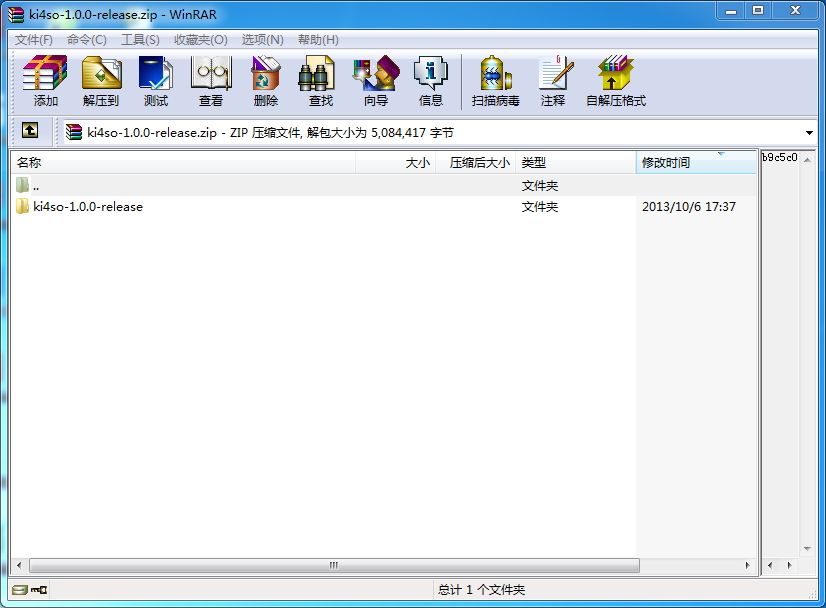 ki4so-1.0.0-release.zip - WinRAR
文件(F) 命令(C) 工具(S) 收藏夹(O) 选项(N) 帮助(H)
添加 解压到 测试 查看 删除 查找 向导 信息 扫描病毒 注释 自解压格式
ki4so-1.0.0-release.zip - ZIP 压缩文件, 解包大小为 5,084,417 字节
名称 大小 压缩后大小 类型 修改时间 b9c5c0
.. 文件夹
ki4so-1.0.0-release 文件夹 2013/10/6 17:37
总计 1 个文件夹